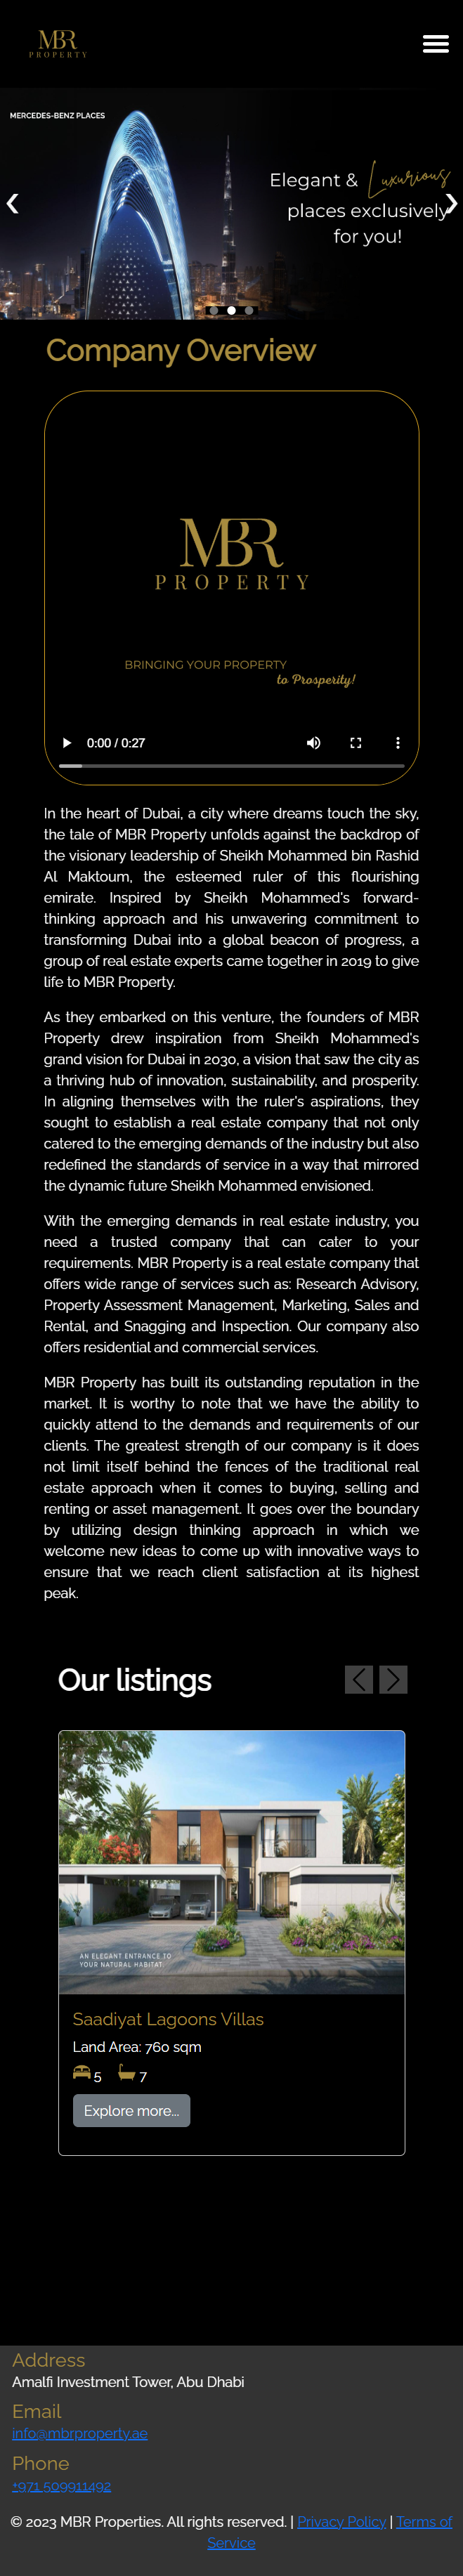 MBR
PROPERTY
MERCEDES-BENZ PLACES
Elegant & Luxurious
places exclusively
for you!
Company Overview
MBR
PROPERTY
BRINGING YOUR PROPERTY
to Prosperity!
0:00 / 0:27
In the heart of Dubai, a city where dreams touch the sky,
the tale of MBR Property unfolds against the backdrop of
the visionary leadership of Sheikh Mohammed bin Rashid
Al Maktoum, the esteemed ruler of this flourishing
emirate. Inspired by Sheikh Mohammed's forward-
thinking approach and his unwavering commitment to
transforming Dubai into a global beacon of progress, a
group of real estate experts came together in 2019 to give
life to MBR Property.
As they embarked on this venture, the founders of MBR
Property drew inspiration from Sheikh Mohammed's
grand vision for Dubai in 2030, a vision that saw the city as
a thriving hub of innovation, sustainability, and prosperity.
In aligning themselves with the ruler's aspirations, they
sought to establish a real estate company that not only
catered to the emerging demands of the industry but also
redefined the standards of service in a way that mirrored
the dynamic future Sheikh Mohammed envisioned.
With the emerging demands in real estate industry, you
need a trusted company that can cater to your
requirements. MBR Property is a real estate company that
offers wide range of services such as: Research Advisory,
Property Assessment Management, Marketing, Sales and
Rental, and Snagging and Inspection. Our company also
offers residential and commercial services.
MBR Property has built its outstanding reputation in the
market. It is worthy to note that we have the ability to
quickly attend to the demands and requirements of our
clients. The greatest strength of our company is it does
not limit itself behind the fences of the traditional real
estate approach when it comes to buying, selling and
renting or asset management. It goes over the boundary
by utilizing design thinking approach in which we
welcome new ideas to come up with innovative ways to
ensure that we reach client satisfaction at its highest
peak.
Our listings
AN ELEGANT ENTRANCE TO
YOUR NATURAL HABITAT.
Saadiyat Lagoons Villas
Land Area: 760 sqm
5 7
Explore more...
Address
Amalfi Investment Tower, Abu Dhabi
Email
info@mbrproperty.ae
Phone
+971 509911492
© 2023 MBR Properties. All rights reserved. | Privacy Policy | Terms of
Service